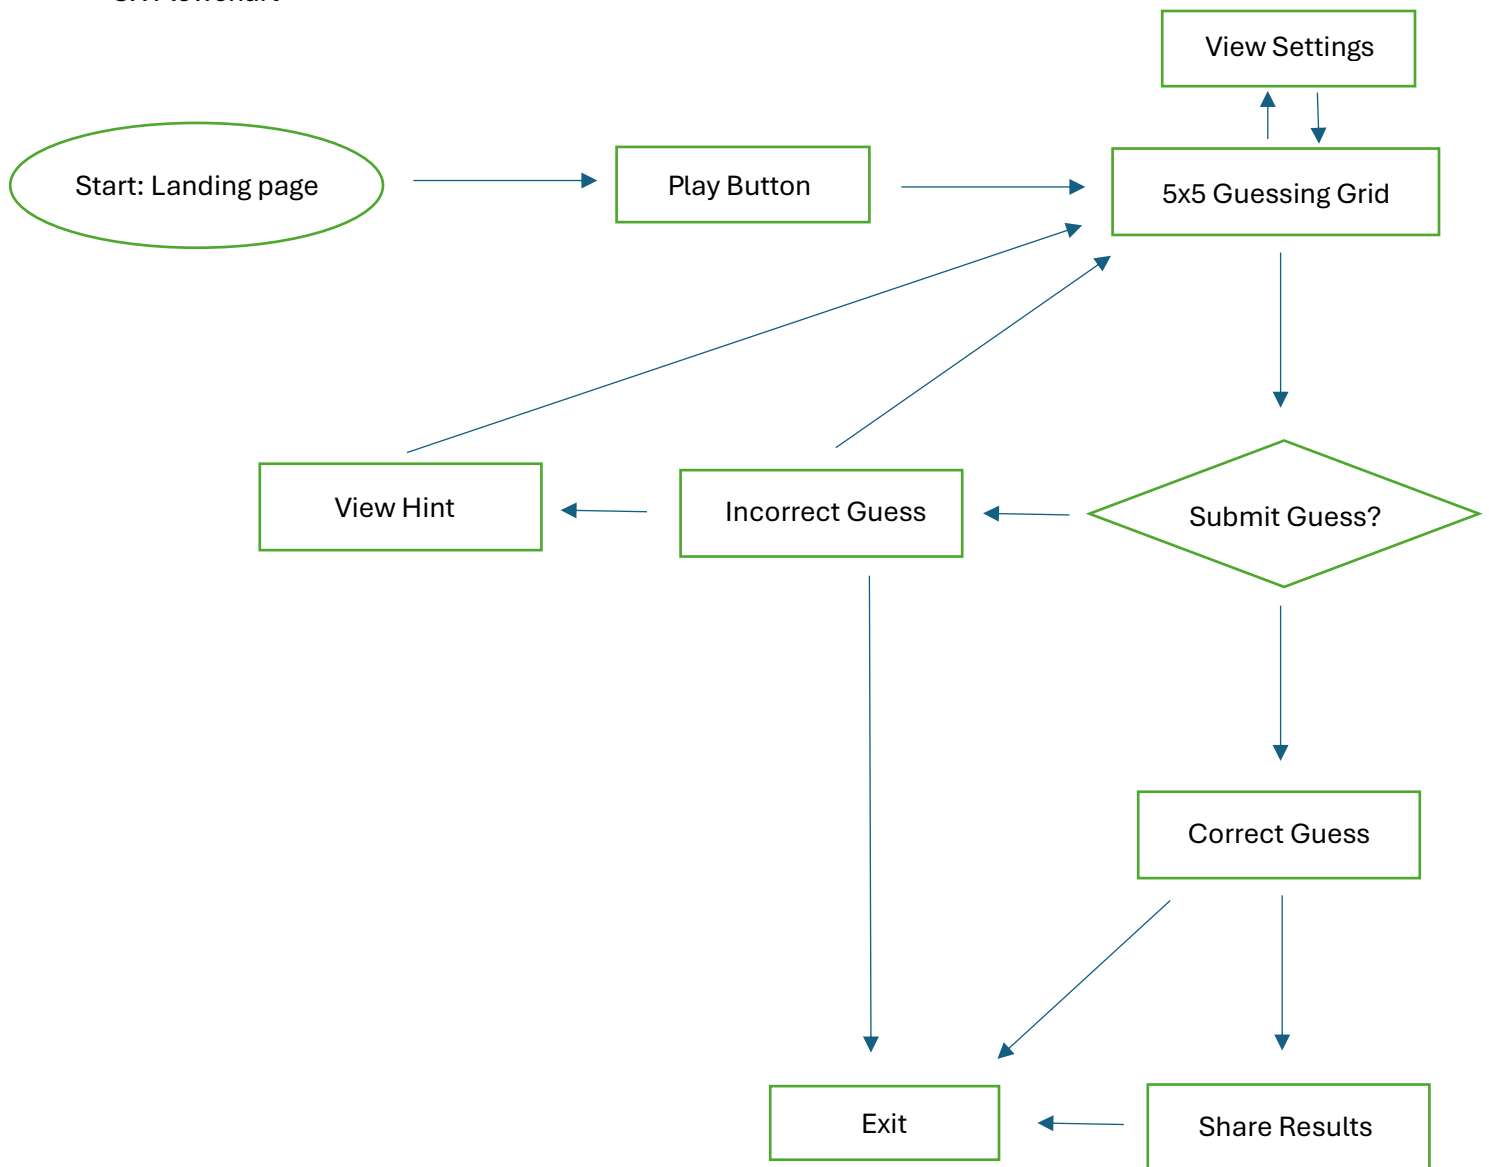 View Settings
Start: Landing page
Play Button
5x5 Guessing Grid
View Hint
Incorrect Guess
Submit Guess?
Correct Guess
Exit
Share Results